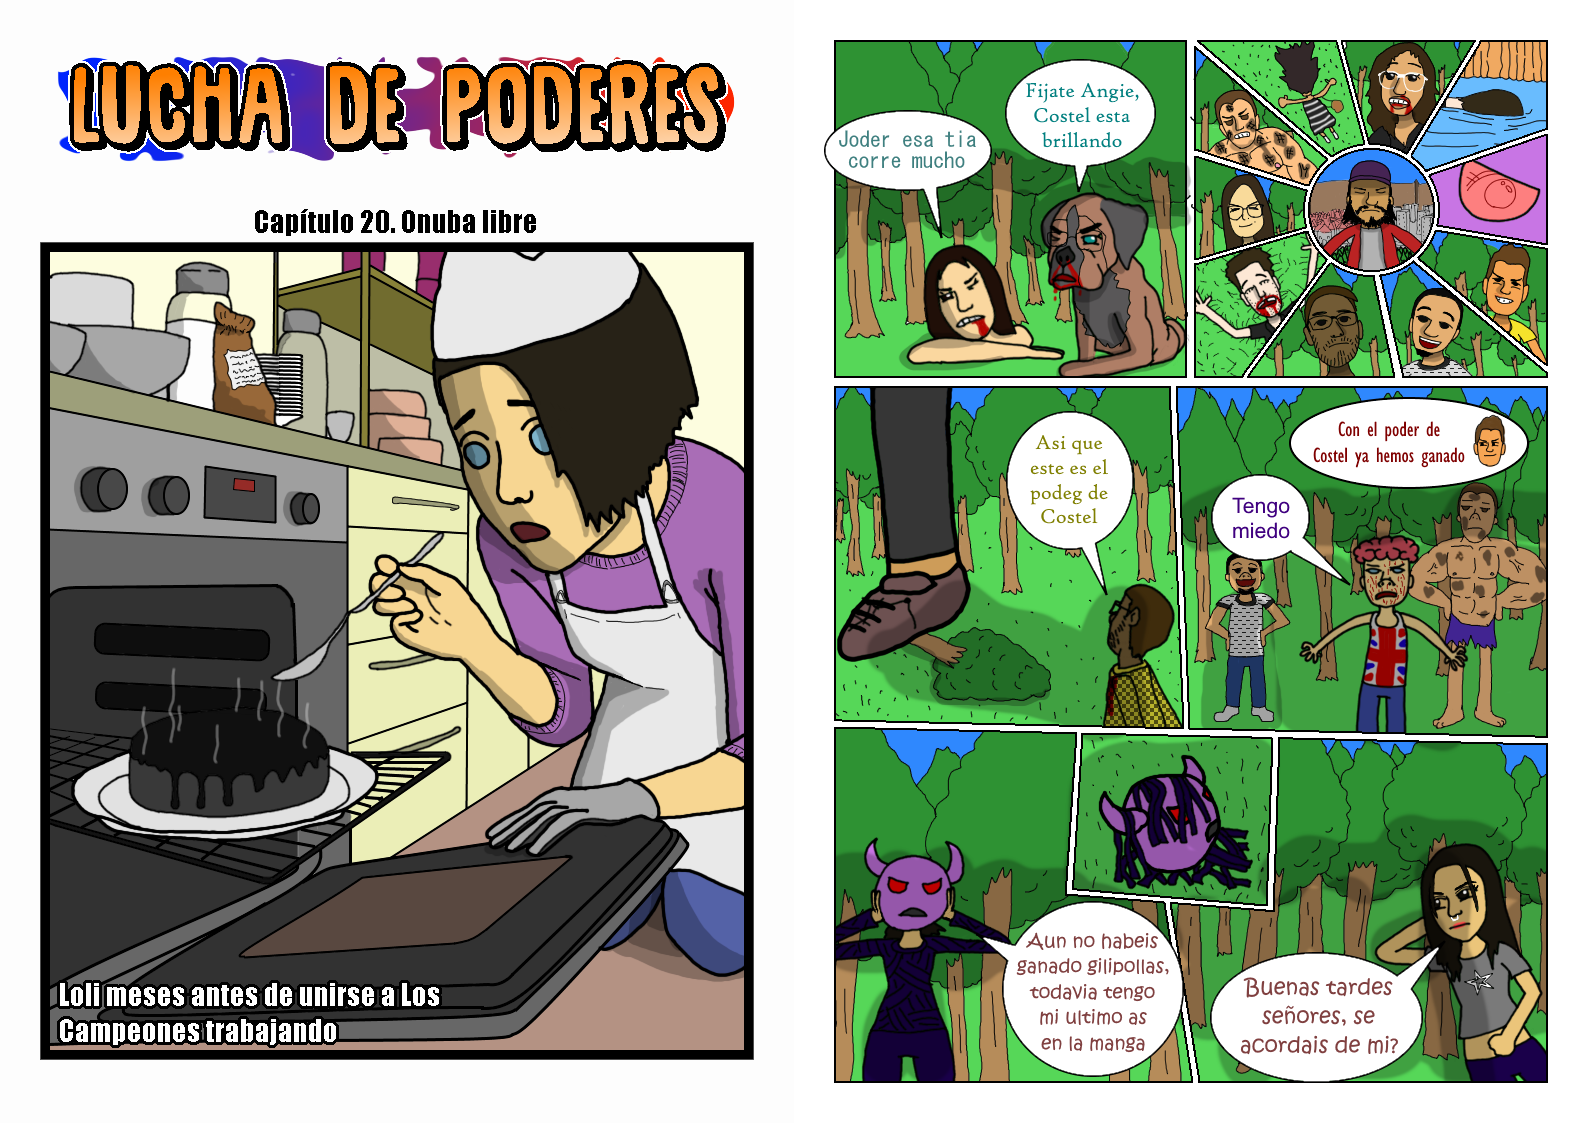 LUCHA DE PODERES
Capítulo 20. Onuba libre
Loli meses antes de unirse a Los
Campeones trabajando
Joder esa tia
corre mucho
Fijate Angie,
Costel esta
brillando
Asi que
este es el
podeg de
Costel
Con el poder de
Costel ya hemos ganado
Tengo
miedo
Aun no habeis
ganado gilipollas,
todavia tengo
mi ultimo as
en la manga
Buenas tardes
señores, se
acordais de mi?